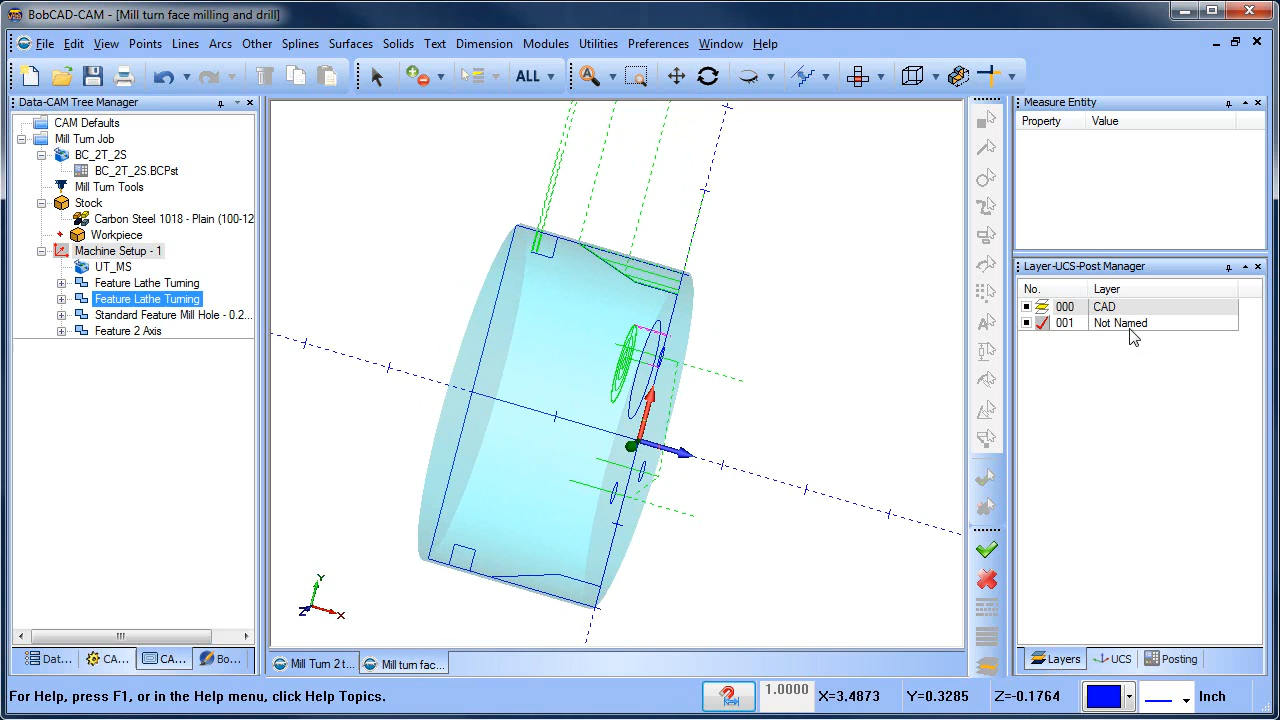 BobCAD-CAM - [Mill turn face milling and drill]
File Edit View Points Lines Arcs Other Splines Surfaces Solids Text Dimension Modules Utilities Preferences Window Help
ALL
Data-CAM Tree Manager
CAM Defaults
Mill Turn Job
BC_2T_2S
BC_2T_2S.BCPst
Mill Turn Tools
Stock
Carbon Steel 1018 - Plain (100-12
Workpiece
Machine Setup - 1
UT_MS
Feature Lathe Turning
Feature Lathe Turning
Standard Feature Mill Hole - 0.2...
Feature 2 Axis
Dat... CA... CA... Bo...
Y
X
Z
Mill Turn 2 t... Mill turn fac...
Measure Entity
Property Value
Layer-UCS-Post Manager
No. Layer
000 CAD
001 Not Named
Layers UCS Posting
For Help, press F1, or in the Help menu, click Help Topics.
1.0000 X=3.4873 Y=0.3285 Z=-0.1764 Inch